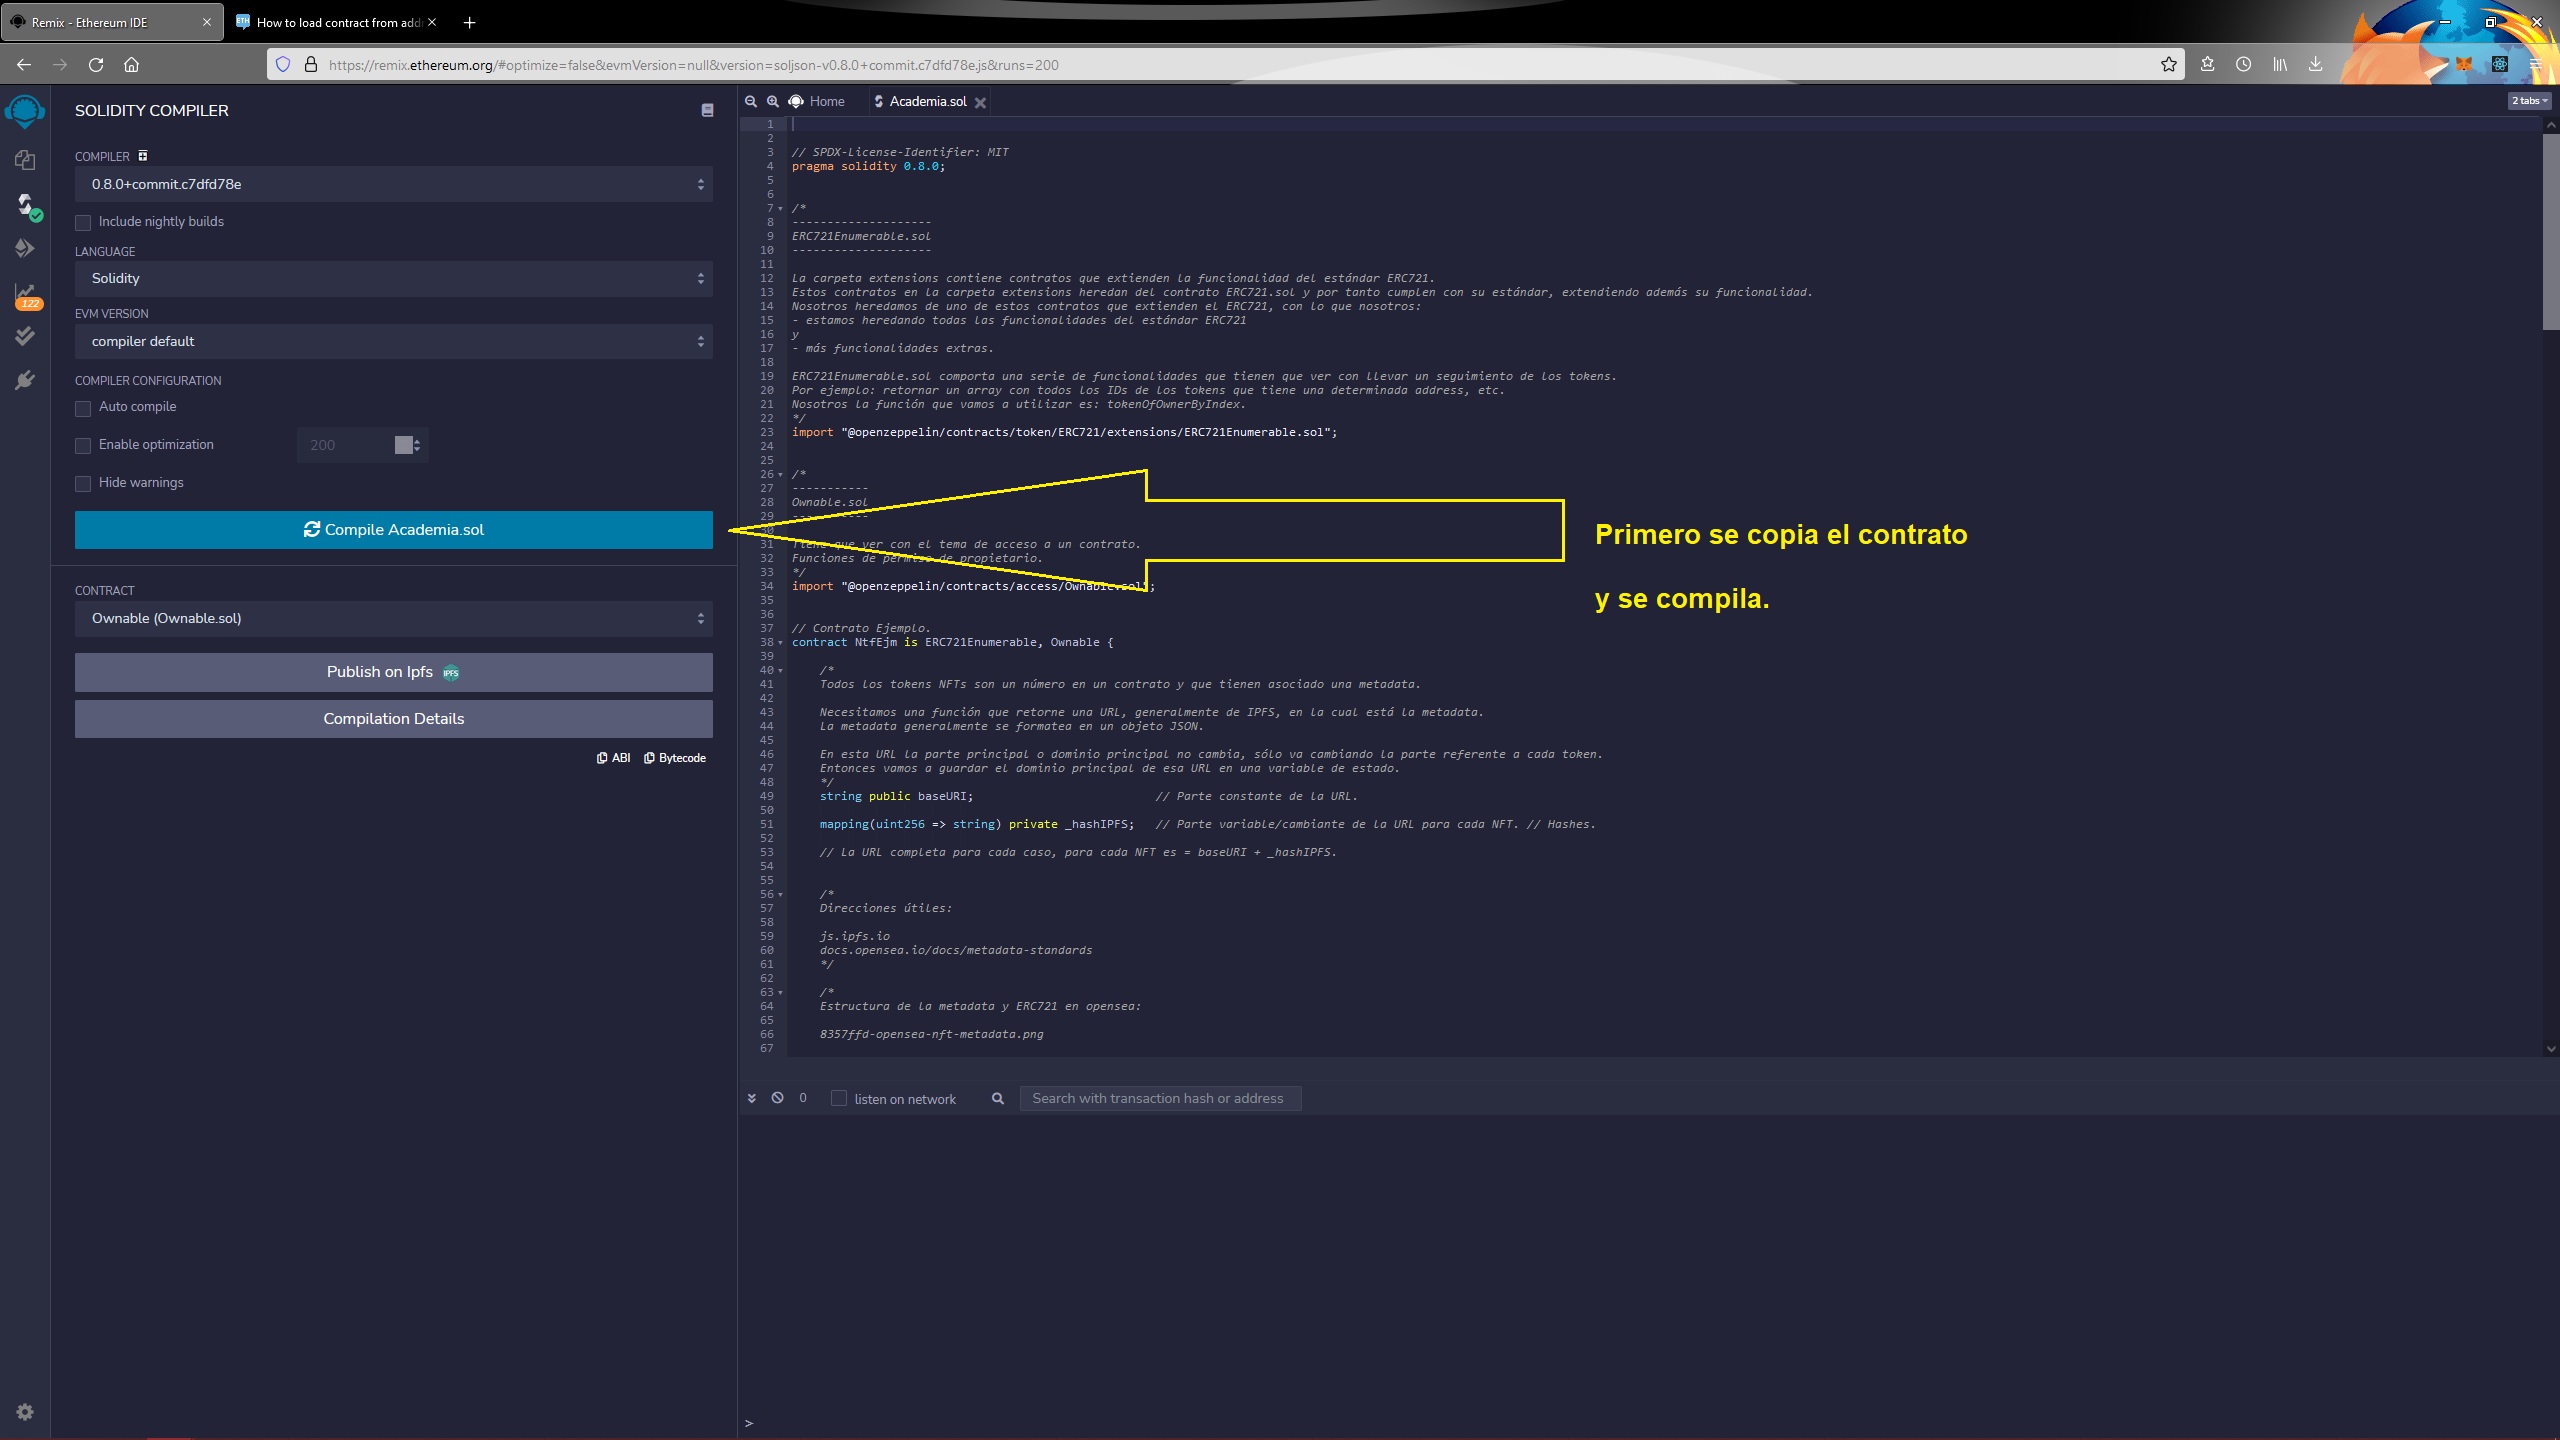 Remix - Ethereum IDE
How to load contract from addr
https://remix.ethereum.org/#optimize=false&evmVersion=null&version=soljson-v0.8.0+commit.c7dfd78e.js&runs=200
SOLIDITY COMPILER
COMPILER
0.8.0+commit.c7dfd78e
Include nightly builds
LANGUAGE
Solidity
EVM VERSION
compiler default
COMPILER CONFIGURATION
Auto compile
Enable optimization
200
Hide warnings
Compile Academia.sol
CONTRACT
Ownable (Ownable.sol)
Publish on Ipfs IPFS
Compilation Details
ABI Bytecode
122
Home Academia.sol
2 tabs
1
2
3 // SPDX-License-Identifier: MIT
4 pragma solidity 0.8.0;
5
6
7 /*
8 --------------------
9 ERC721Enumerable.sol
10 --------------------
11
12 La carpeta extensions contiene contratos que extienden la funcionalidad del estándar ERC721.
13 Estos contratos en la carpeta extensions heredan del contrato ERC721.sol y por tanto cumplen con su estándar, extendiendo además su funcionalidad.
14 Nosotros heredamos de uno de estos contratos que extienden el ERC721, con lo que nosotros:
15 - estamos heredando todas las funcionalidades del estándar ERC721
16 y
17 - más funcionalidades extras.
18
19 ERC721Enumerable.sol comporta una serie de funcionalidades que tienen que ver con llevar un seguimiento de los tokens.
20 Por ejemplo: retornar un array con todos los IDs de los tokens que tiene una determinada address, etc.
21 Nosotros la función que vamos a utilizar es: tokenOfOwnerByIndex.
22 */
23 import "@openzeppelin/contracts/token/ERC721/extensions/ERC721Enumerable.sol";
24
25
26 /*
27 -----------
28 Ownable.sol
29 -----------
30
31 Tiene que ver con el tema de acceso a un contrato.
32 Funciones de permiso de propietario.
33 */
34 import "@openzeppelin/contracts/access/Ownable.sol";
35
36
37 // Contrato Ejemplo.
38 contract NtfEjm is ERC721Enumerable, Ownable {
39
40 /*
41 Todos los tokens NFTs son un número en un contrato y que tienen asociado una metadata.
42
43 Necesitamos una función que retorne una URL, generalmente de IPFS, en la cual está la metadata.
44 La metadata generalmente se formatea en un objeto JSON.
45
46 En esta URL la parte principal o dominio principal no cambia, sólo va cambiando la parte referente a cada token.
47 Entonces vamos a guardar el dominio principal de esa URL en una variable de estado.
48 */
49 string public baseURI; // Parte constante de la URL.
50
51 mapping(uint256 => string) private _hashIPFS; // Parte variable/cambiante de la URL para cada NFT. // Hashes.
52
53 // La URL completa para cada caso, para cada NFT es = baseURI + _hashIPFS.
54
55
56 /*
57 Direcciones útiles:
58
59 js.ipfs.io
60 docs.opensea.io/docs/metadata-standards
61 */
62
63 /*
64 Estructura de la metadata y ERC721 en opensea:
65
66 8357ffd-opensea-nft-metadata.png
67
Primero se copia el contrato
y se compila.
0 listen on network Search with transaction hash or address
>